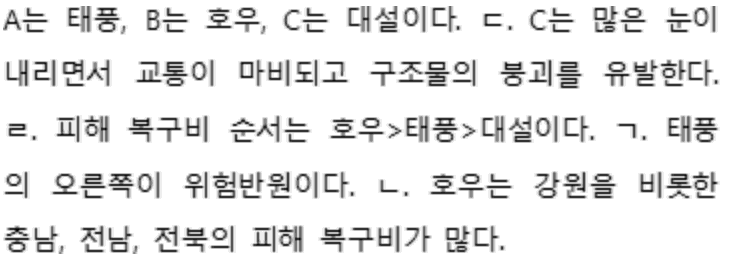 A는 태풍, B는 호우, C는 대설이다. ㄷ. C는 많은 눈이
내리면서 교통이 마비되고 구조물의 붕괴를 유발한다.
ㄹ. 피해 복구비 순서는 호우>태풍>대설이다. ㄱ. 태풍
의 오른쪽이 위험반원이다. ㄴ. 호우는 강원을 비롯한
충남, 전남, 전북의 피해 복구비가 많다.